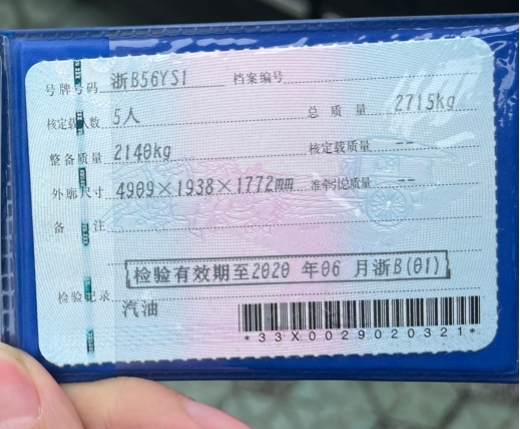 号牌号码 浙B56YS1 档案编号
核定载人数 5人 总质量 2715kg
整备质量 2140kg 核定载质量 --
外廓尺寸 4909×1938×1772mm 准牵引总质量 --
备注
检验有效期至2020 年06 月浙B(01)
检验记录
汽油
*33X0029020321*